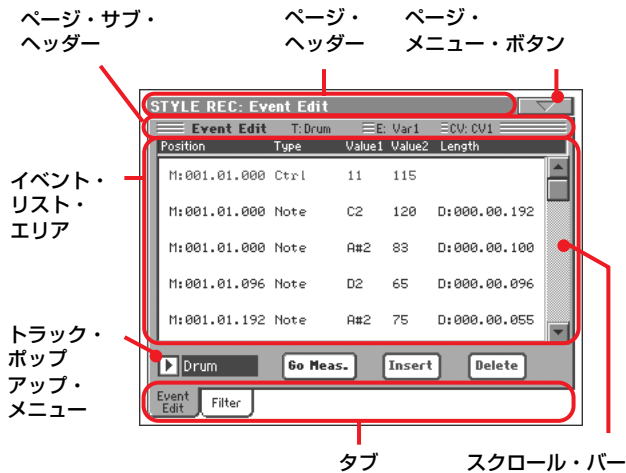 ページ・サブ・
ヘッダー
ページ・
ヘッダー
ページ・
メニュー・ボタン
STYLE REC: Event Edit
Event Edit T: Drum E: Var1 CV: CV1
Position Type Value1 Value2 Length
M:001.01.000 Ctrl 11 115
M:001.01.000 Note C2 120 D:000.00.192
M:001.01.000 Note A#2 83 D:000.00.100
M:001.01.096 Note D2 65 D:000.00.096
M:001.01.192 Note A#2 75 D:000.00.055
イベント・
リスト・
エリア
トラック・
ポップ
アップ・
メニュー
Drum Go Meas. Insert Delete
Event
Edit
Filter
タブ
スクロール・バー